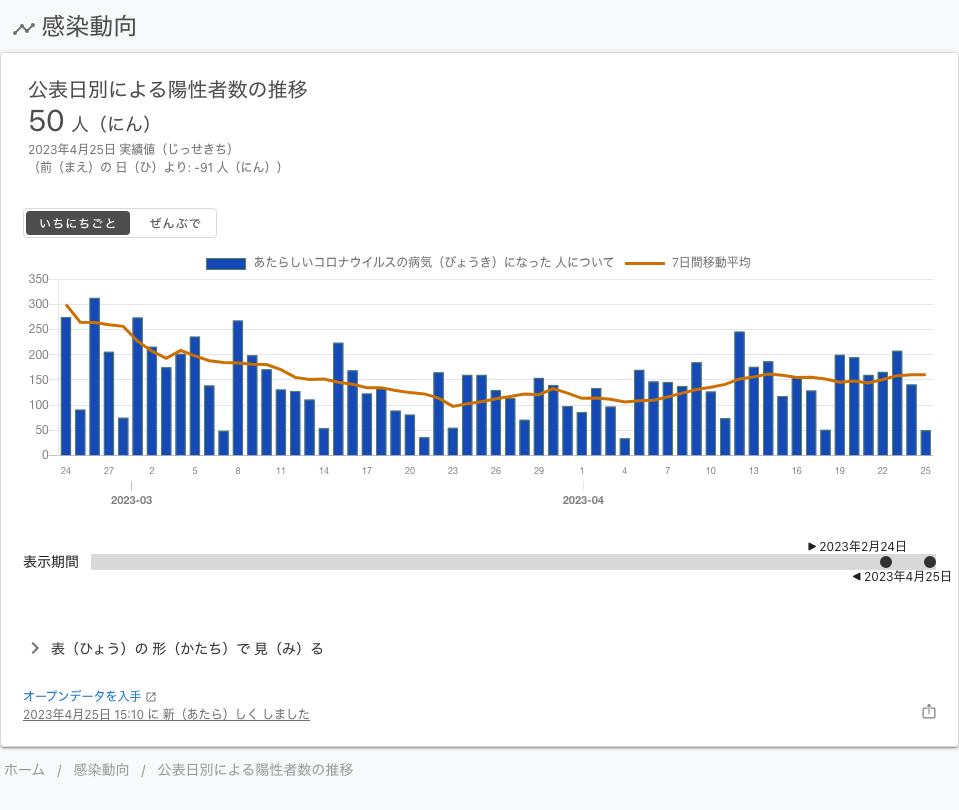 感染動向
公表日別による陽性者数の推移
50 人（にん）
2023年4月25日 実績値（じっせきち）
（前（まえ）の 日（ひ）より: -91 人（にん））
いちにちごと ぜんぶで
あたらしいコロナウイルスの病気（びょうき）になった 人について 7日間移動平均
350
300
250
200
150
100
50
0
24 27 2 5 8 11 14 17 20 23 26 29 1 4 7 10 13 16 19 22 25
2023-03 2023-04
2023年2月24日
表示期間
2023年4月25日
表（ひょう）の 形（かたち）で 見（み）る
オープンデータを入手
2023年4月25日 15:10 に 新（あたら）しく しました
ホーム / 感染動向 / 公表日別による陽性者数の推移